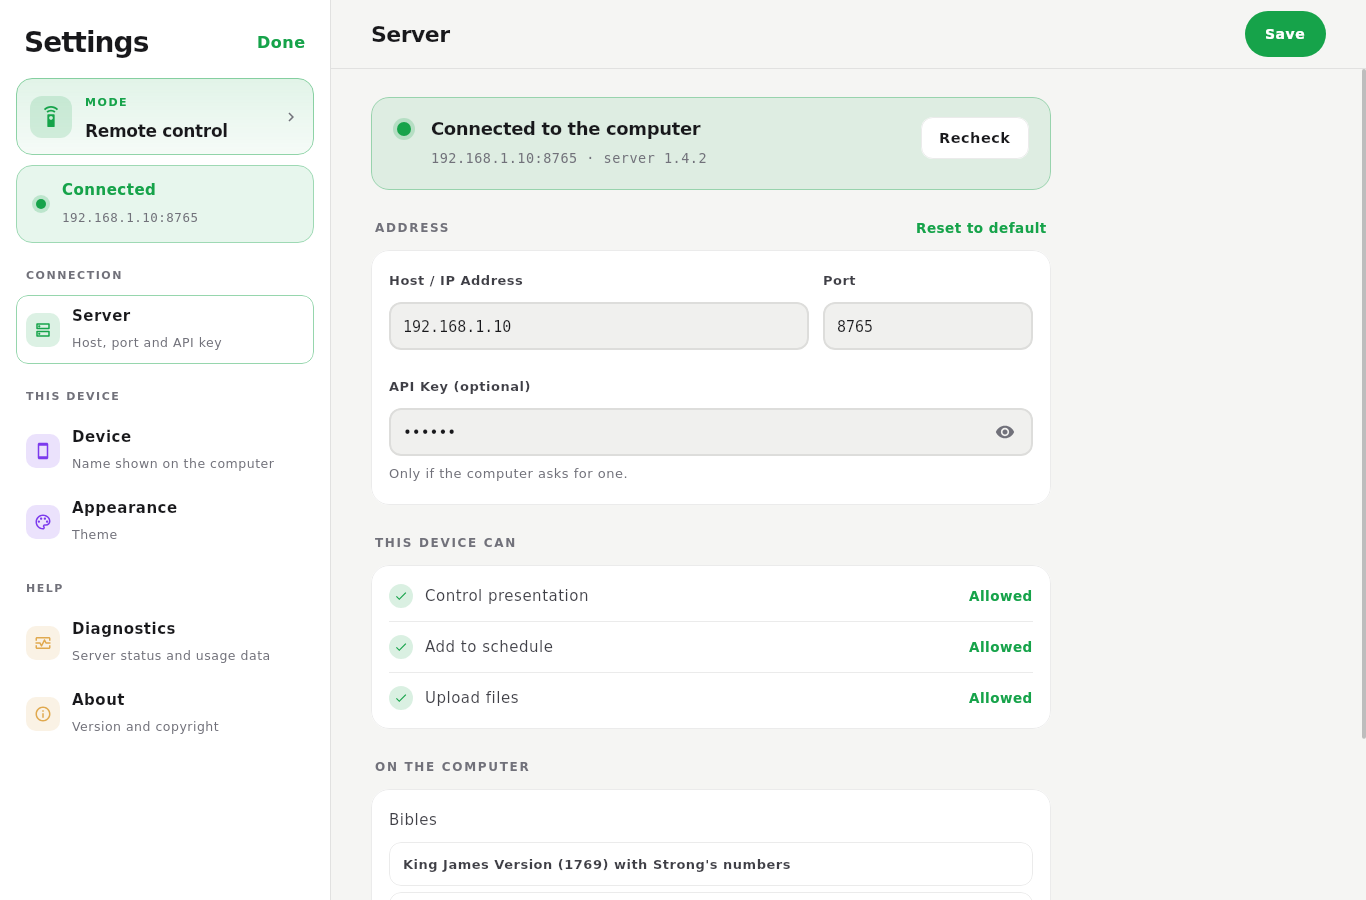 Settings
Done
MODE
Remote control
Connected
192.168.1.10:8765
CONNECTION
Server
Host, port and API key
THIS DEVICE
Device
Name shown on the computer
Appearance
Theme
HELP
Diagnostics
Server status and usage data
About
Version and copyright
Server
Save
Connected to the computer
192.168.1.10:8765 · server 1.4.2
Recheck
ADDRESS
Reset to default
Host / IP Address
Port
192.168.1.10
8765
API Key (optional)
••••••
Only if the computer asks for one.
THIS DEVICE CAN
Control presentation
Allowed
Add to schedule
Allowed
Upload files
Allowed
ON THE COMPUTER
Bibles
King James Version (1769) with Strong's numbers